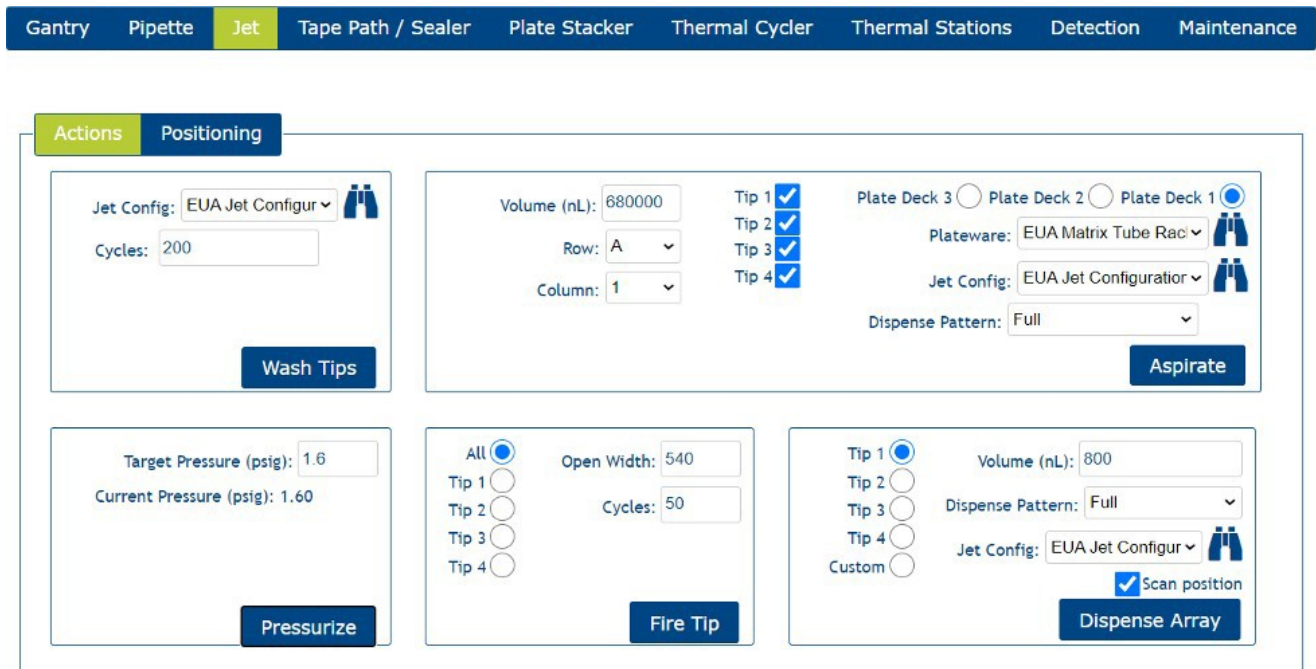 Gantry Pipette Jet Tape Path / Sealer Plate Stacker Thermal Cycler Thermal Stations Detection Maintenance
Actions Positioning
Jet Config: EUA Jet Configur
Cycles: 200
Wash Tips
Volume (nL): 680000
Row: A
Column: 1
Tip 1
Tip 2
Tip 3
Tip 4
Plate Deck 3 Plate Deck 2 Plate Deck 1
Plateware: EUA Matrix Tube Rac
Jet Config: EUA Jet Configuration
Dispense Pattern: Full
Aspirate
Target Pressure (psig): 1.6
Current Pressure (psig): 1.60
Pressurize
All
Tip 1
Tip 2
Tip 3
Tip 4
Open Width: 540
Cycles: 50
Fire Tip
Tip 1
Tip 2
Tip 3
Tip 4
Custom
Volume (nL): 800
Dispense Pattern: Full
Jet Config: EUA Jet Configur
Scan position
Dispense Array